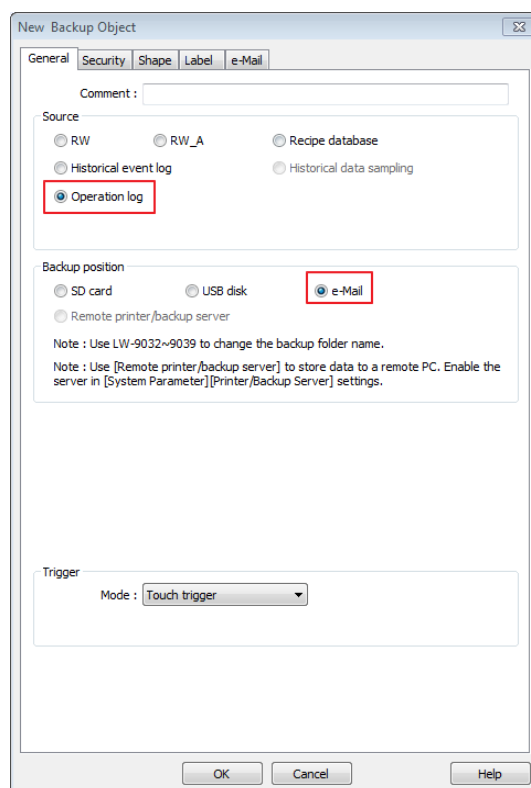 New Backup Object
General Security Shape Label e-Mail
Comment :
Source
RW RW_A Recipe database
Historical event log Historical data sampling
Operation log
Backup position
SD card USB disk e-Mail
Remote printer/backup server
Note : Use LW-9032~9039 to change the backup folder name.
Note : Use [Remote printer/backup server] to store data to a remote PC. Enable the
server in [System Parameter][Printer/Backup Server] settings.
Trigger
Mode : Touch trigger
OK Cancel Help